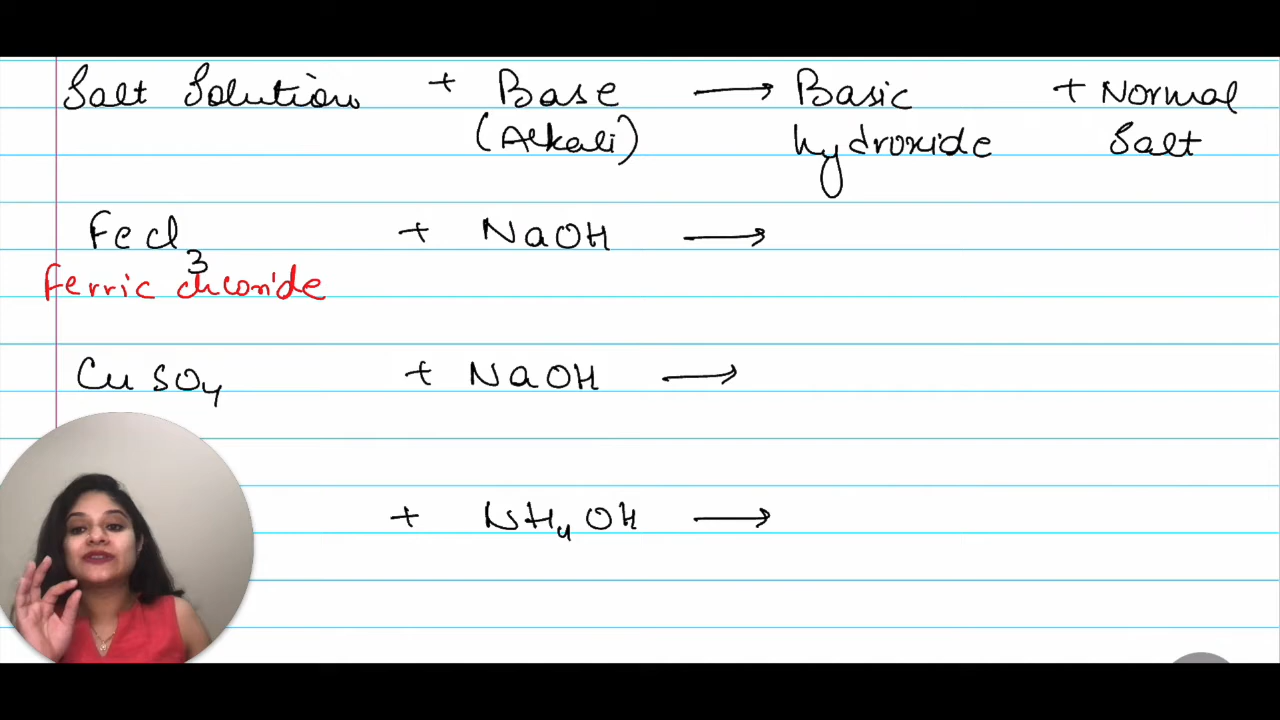 Salt Solution + Base → Basic + Normal
(Alkali) hydroxide Salt
FeCl₃ + NaOH →
Ferric chloride
CuSO₄ + NaOH →
+ NH₄OH →